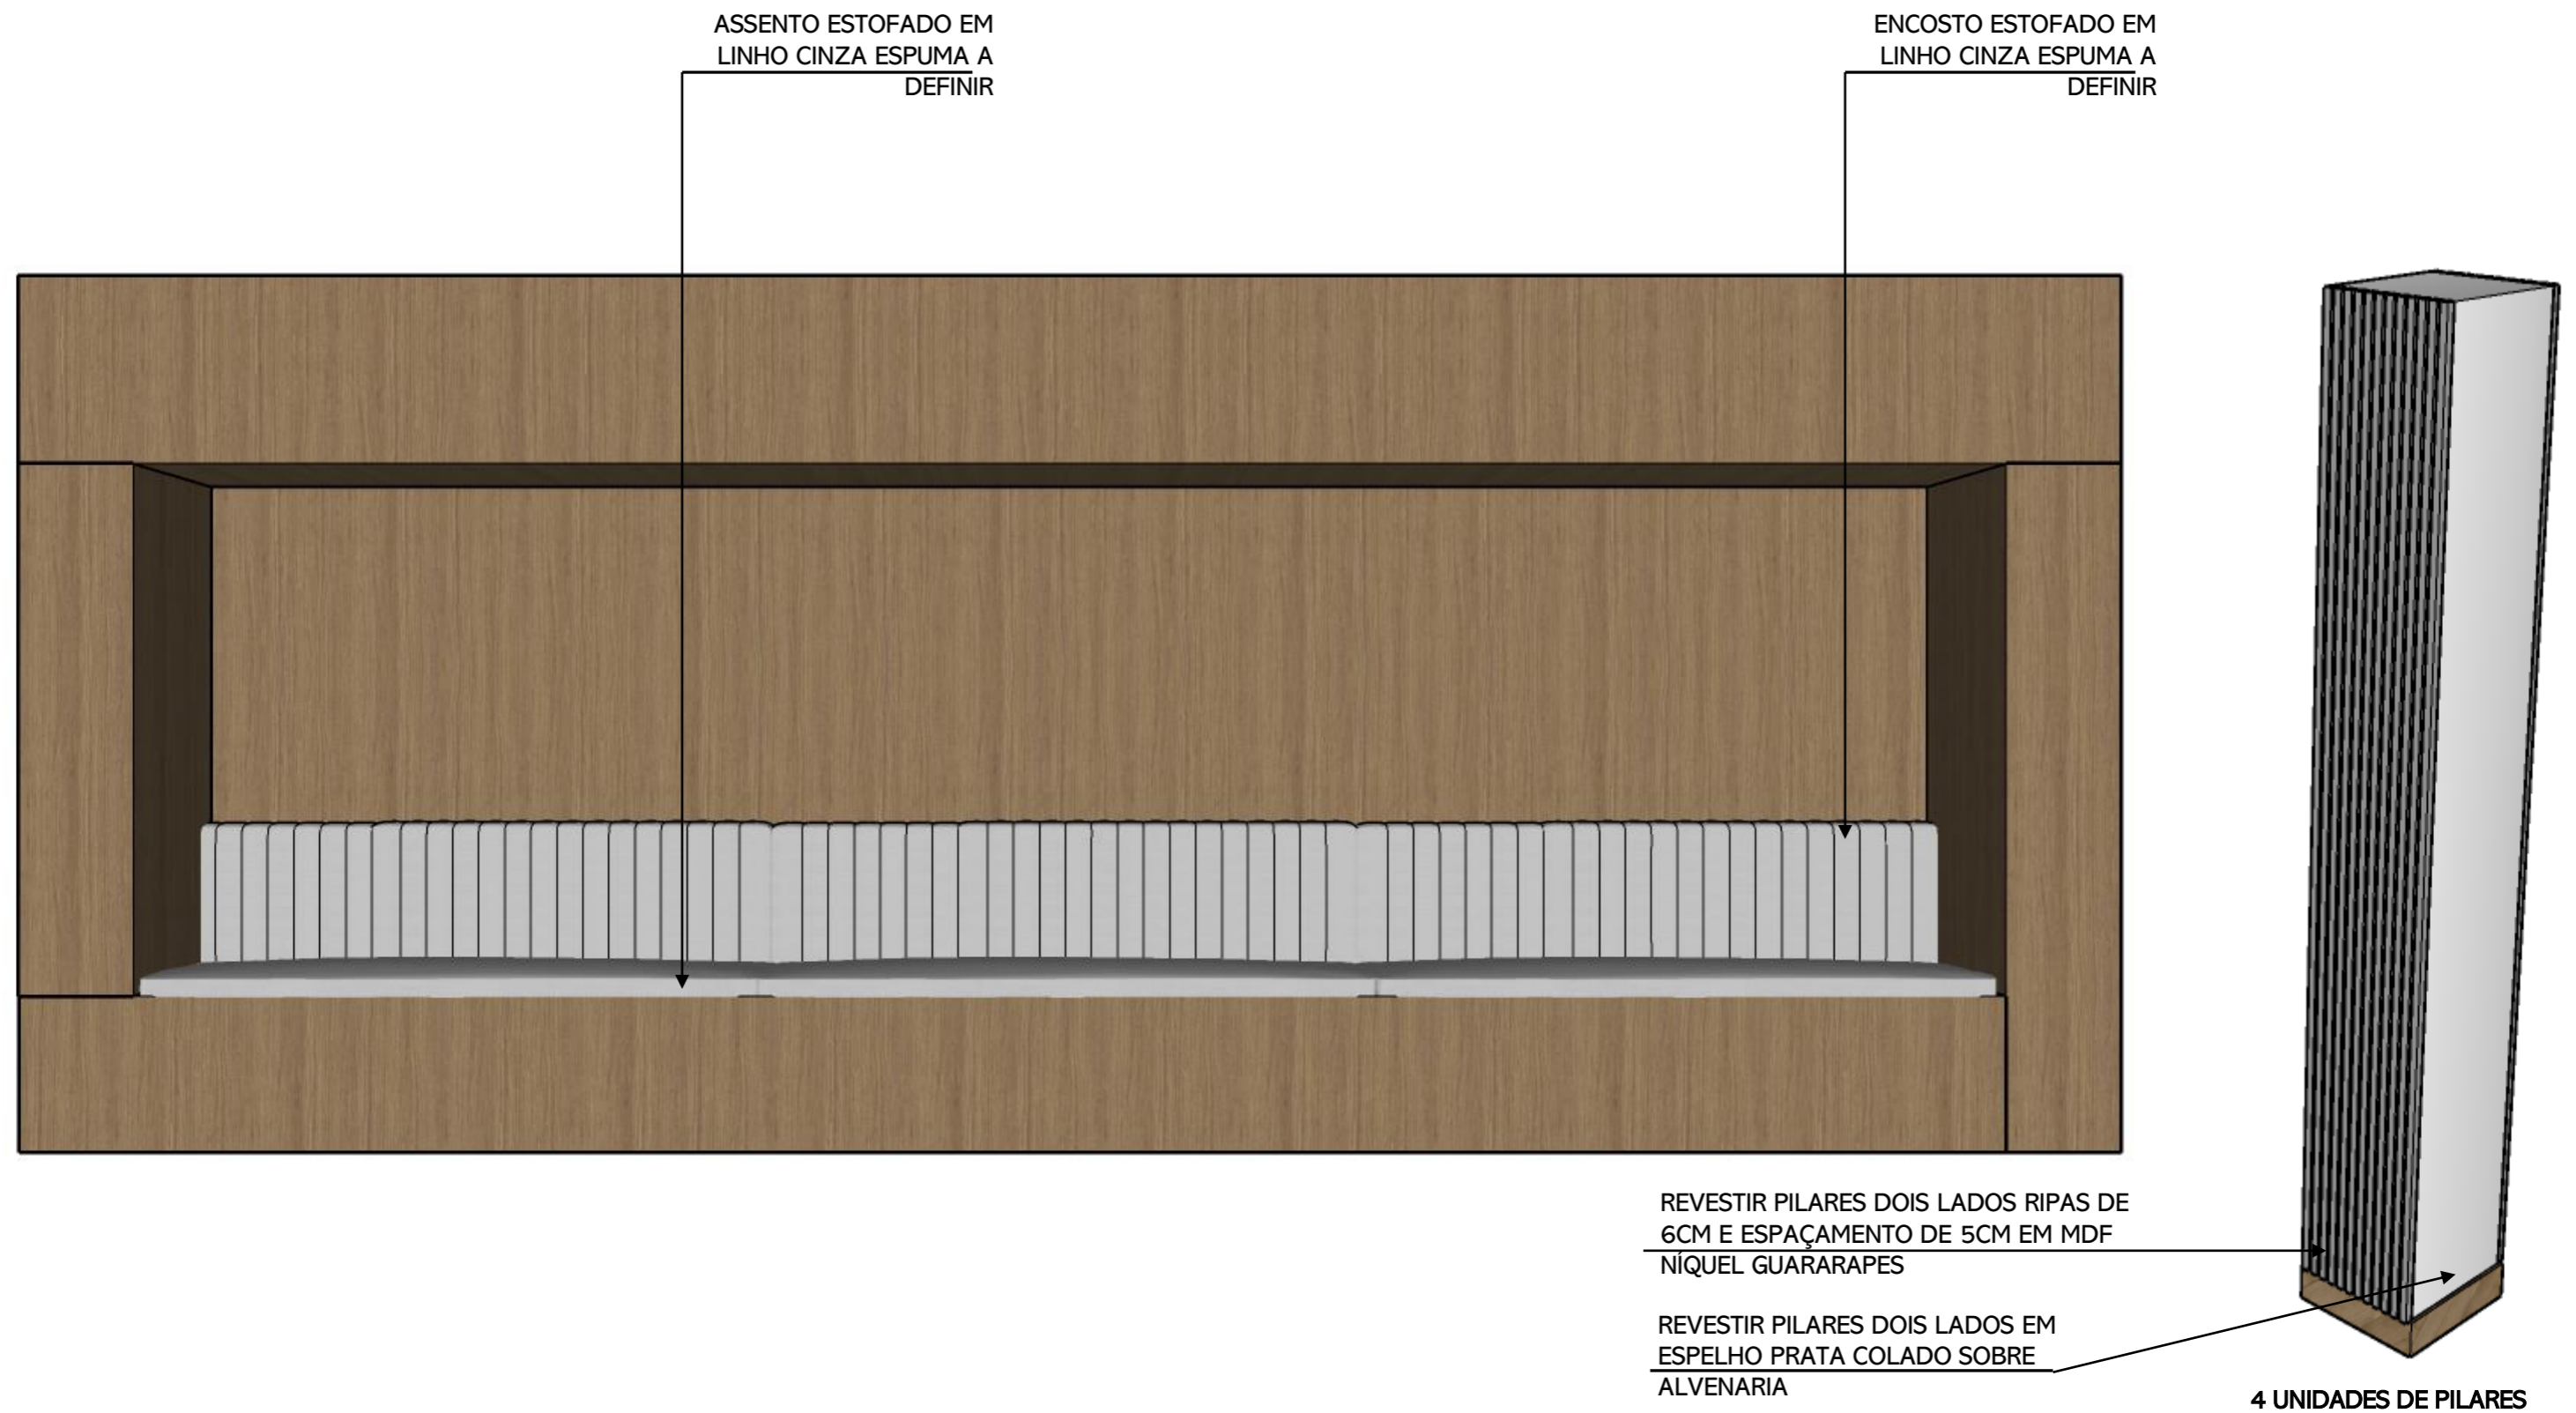 ASSENTO ESTOFADO EM
LINHO CINZA ESPUMA A
DEFINIR
ENCOSTO ESTOFADO EM
LINHO CINZA ESPUMA A
DEFINIR
REVESTIR PILARES DOIS LADOS RIPAS DE
6CM E ESPAÇAMENTO DE 5CM EM MDF
NÍQUEL GUARARAPES
REVESTIR PILARES DOIS LADOS EM
ESPELHO PRATA COLADO SOBRE
ALVENARIA
4 UNIDADES DE PILARES